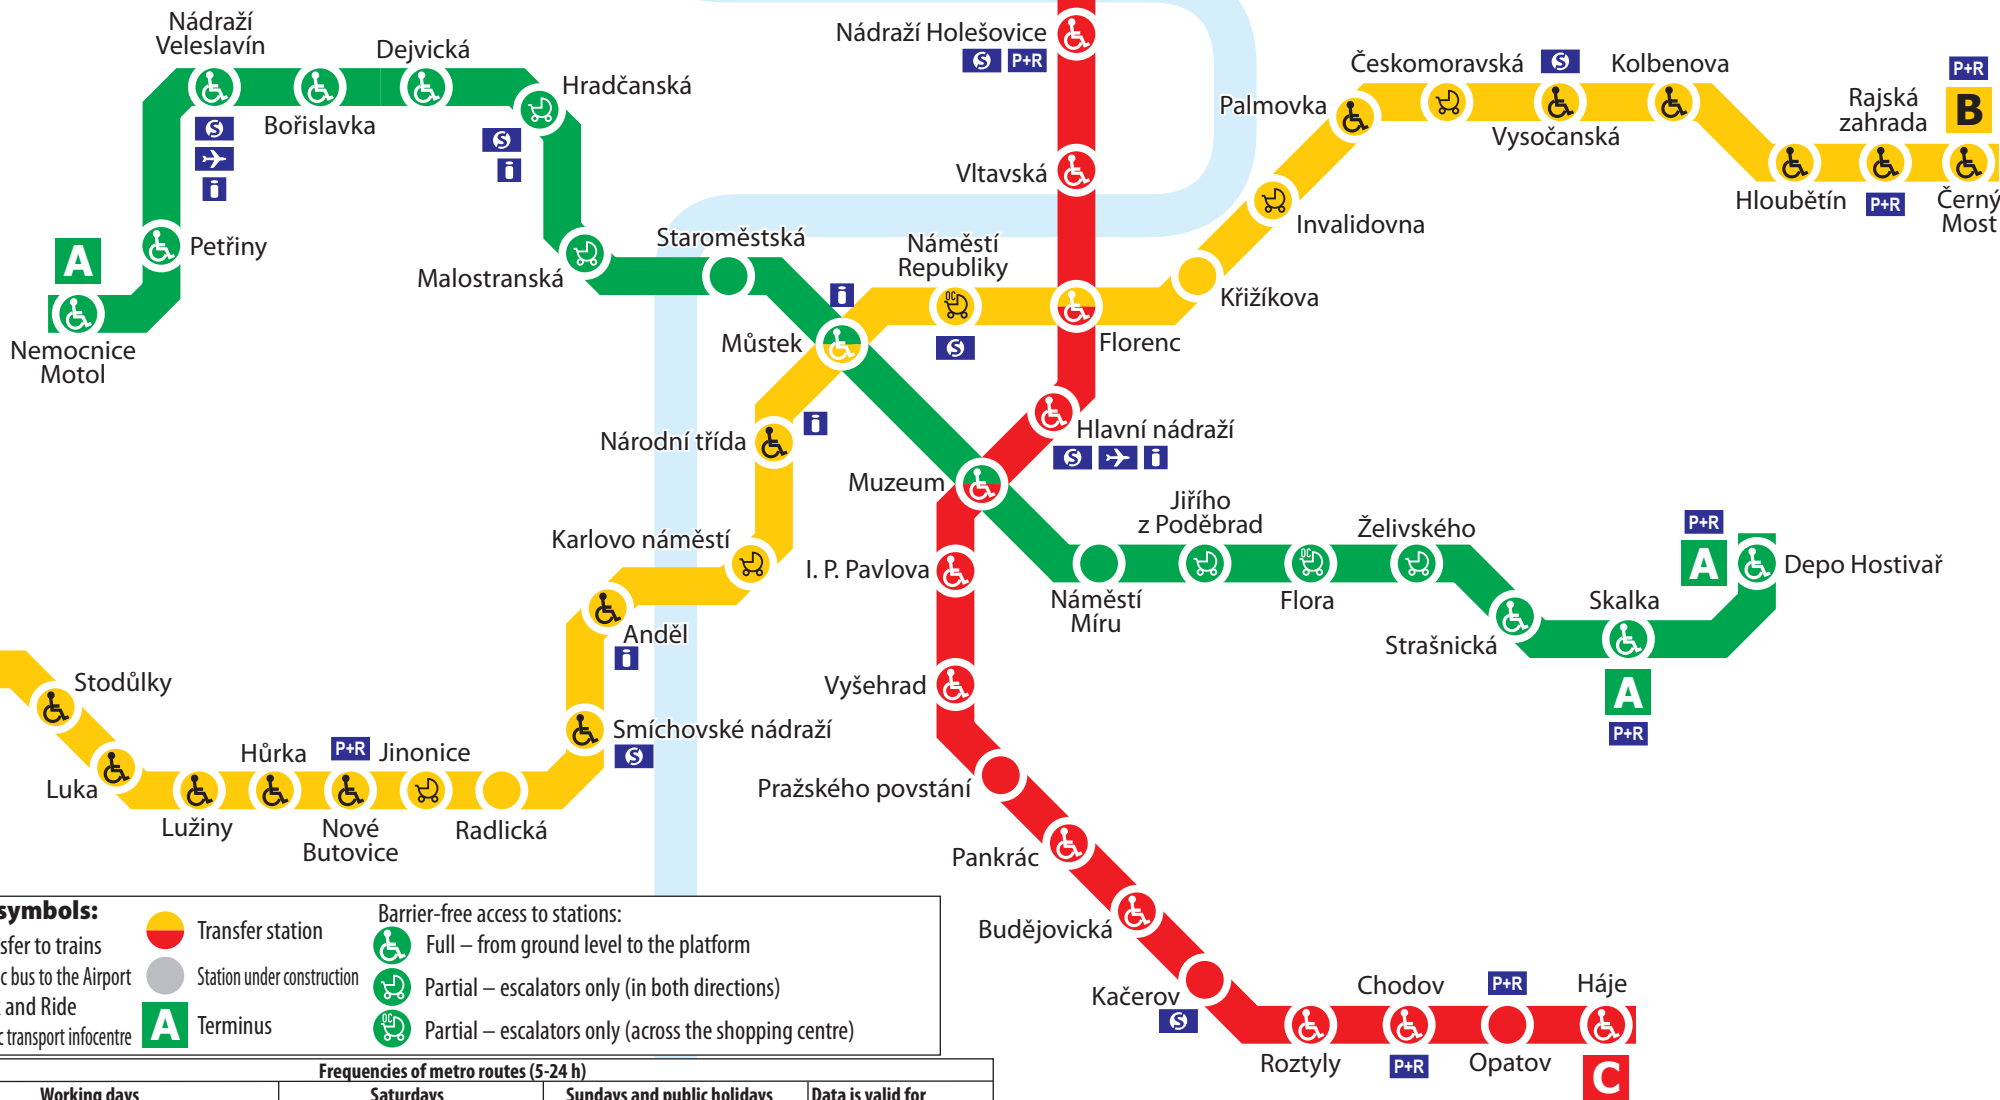 Nádraží
Veleslavín
Dejvická
Hradčanská
Bořislavka
S
i
S
i
A
Petřiny
Nemocnice
Motol
Malostranská
Staroměstská
Nádraží Holešovice
S P+R
Vltavská
Náměstí
Republiky
S
i
Můstek
Florenc
Křižíkova
Invalidovna
Palmovka
Českomoravská S
Vysočanská
Kolbenova
Hloubětín
Rajská
zahrada
P+R
P+R
B
Černý
Most
Národní třída
i
Hlavní nádraží
S i
Muzeum
Karlovo náměstí
Anděl
i
I. P. Pavlova
Náměstí
Míru
Jiřího
z Poděbrad
OC
Flora
Želivského
Strašnická
Skalka
A
P+R
P+R
A
Depo Hostivař
Vyšehrad
Stodůlky
Luka
Lužiny
Hůrka
P+R
Nové
Butovice
Jinonice
Radlická
Smíchovské nádraží
S
OC
Pražského povstání
Pankrác
Budějovická
Kačerov
S
Roztyly
Chodov
P+R
P+R
Opatov
Háje
C
symbols:
sfer to trains
c bus to the Airport
and Ride
c transport infocentre
Transfer station
Station under construction
A Terminus
Barrier-free access to stations:
Full – from ground level to the platform
Partial – escalators only (in both directions)
OC Partial – escalators only (across the shopping centre)
Frequencies of metro routes (5-24 h)
Working days Saturdays Sundays and public holidays Data is valid for